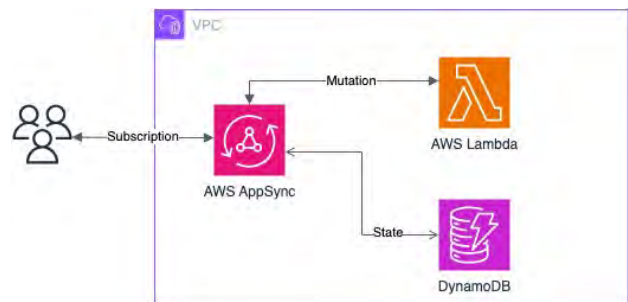 VPC
Mutation
AWS Lambda
Subscription
AWS AppSync
State
DynamoDB